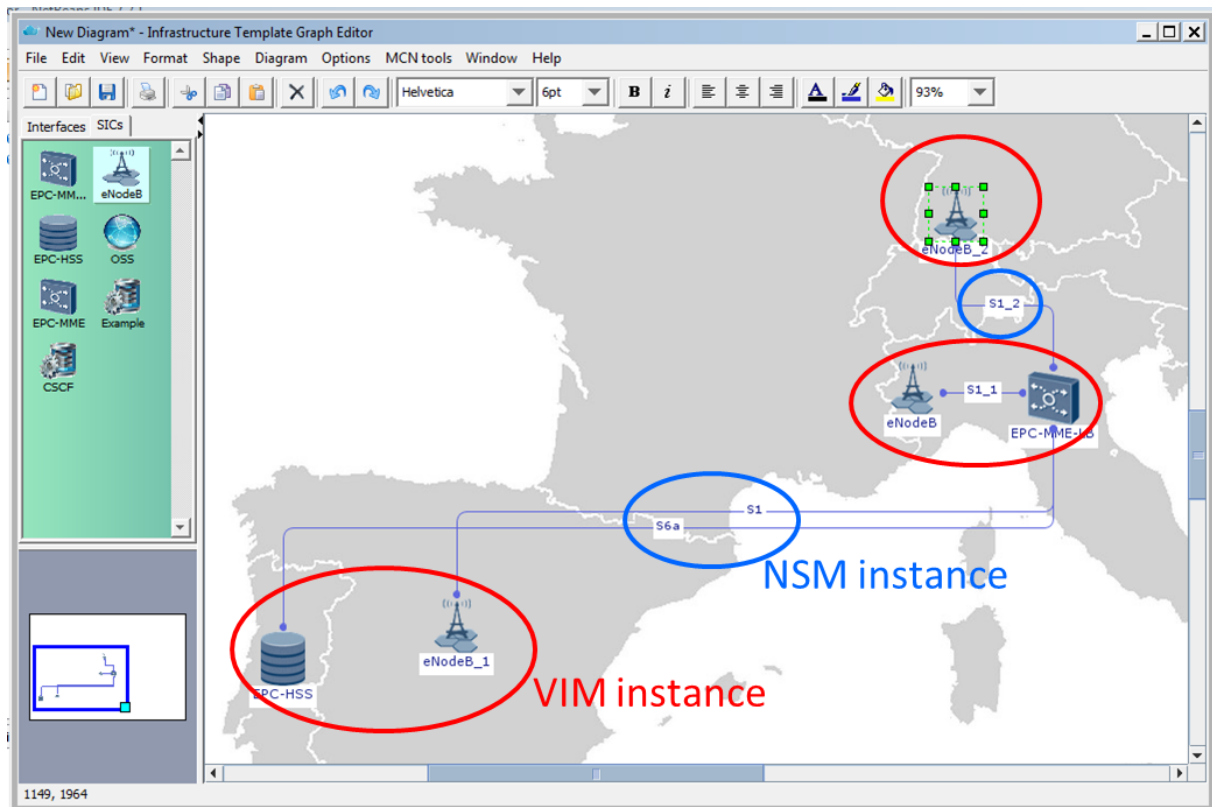 New Diagram* - Infrastructure Template Graph Editor
File Edit View Format Shape Diagram Options MCN tools Window Help
Helvetica 6pt B i A 93%
Interfaces SICs
EPC-MM... eNodeB
EPC-HSS OSS
EPC-MME Example
CSCF
eNodeB_2
S1_2
S1_1
eNodeB
EPC-MME-LB
S1
S6a
NSM instance
eNodeB_1
EPC-HSS
VIM instance
1149, 1964